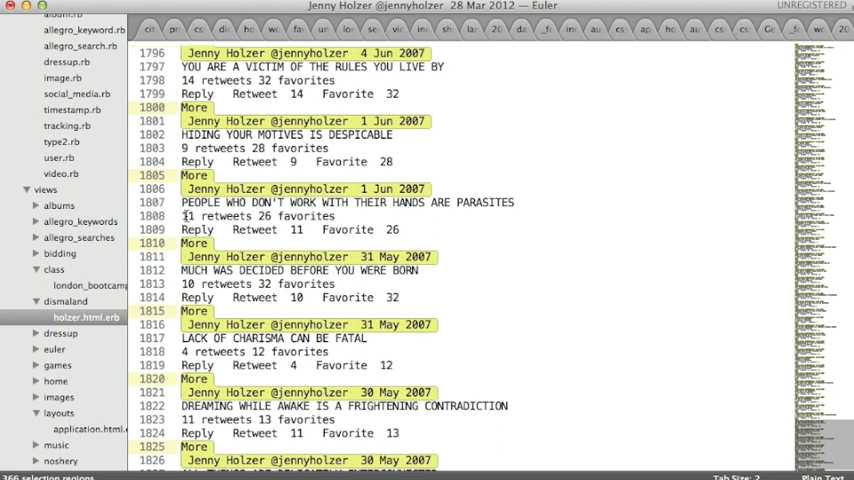 Jenny Holzer @jennyholzer  28 Mar 2012 — Euler
UNREGISTERED
allegro_keyword.rb
allegro_search.rb
dressup.rb
image.rb
social_media.rb
timestamp.rb
tracking.rb
type2.rb
user.rb
video.rb
views
albums
allegro_keywords
allegro_searches
bidding
class
london_bootcamp
dismaland
holzer.html.erb
dressup
euler
games
home
images
layouts
application.html.e
music
noshery
1796 Jenny Holzer @jennyholzer  4 Jun 2007
1797 YOU ARE A VICTIM OF THE RULES YOU LIVE BY
1798 14 retweets 32 favorites
1799 Reply  Retweet  14  Favorite  32
1800 More
1801 Jenny Holzer @jennyholzer  1 Jun 2007
1802 HIDING YOUR MOTIVES IS DESPICABLE
1803 9 retweets 28 favorites
1804 Reply  Retweet  9  Favorite  28
1805 More
1806 Jenny Holzer @jennyholzer  1 Jun 2007
1807 PEOPLE WHO DON'T WORK WITH THEIR HANDS ARE PARASITES
1808 11 retweets 26 favorites
1809 Reply  Retweet  11  Favorite  26
1810 More
1811 Jenny Holzer @jennyholzer  31 May 2007
1812 MUCH WAS DECIDED BEFORE YOU WERE BORN
1813 10 retweets 32 favorites
1814 Reply  Retweet  10  Favorite  32
1815 More
1816 Jenny Holzer @jennyholzer  31 May 2007
1817 LACK OF CHARISMA CAN BE FATAL
1818 4 retweets 12 favorites
1819 Reply  Retweet  4  Favorite  12
1820 More
1821 Jenny Holzer @jennyholzer  30 May 2007
1822 DREAMING WHILE AWAKE IS A FRIGHTENING CONTRADICTION
1823 11 retweets 13 favorites
1824 Reply  Retweet  11  Favorite  13
1825 More
1826 Jenny Holzer @jennyholzer  30 May 2007
366 selection regions
Tab Size: 2
Plain Text